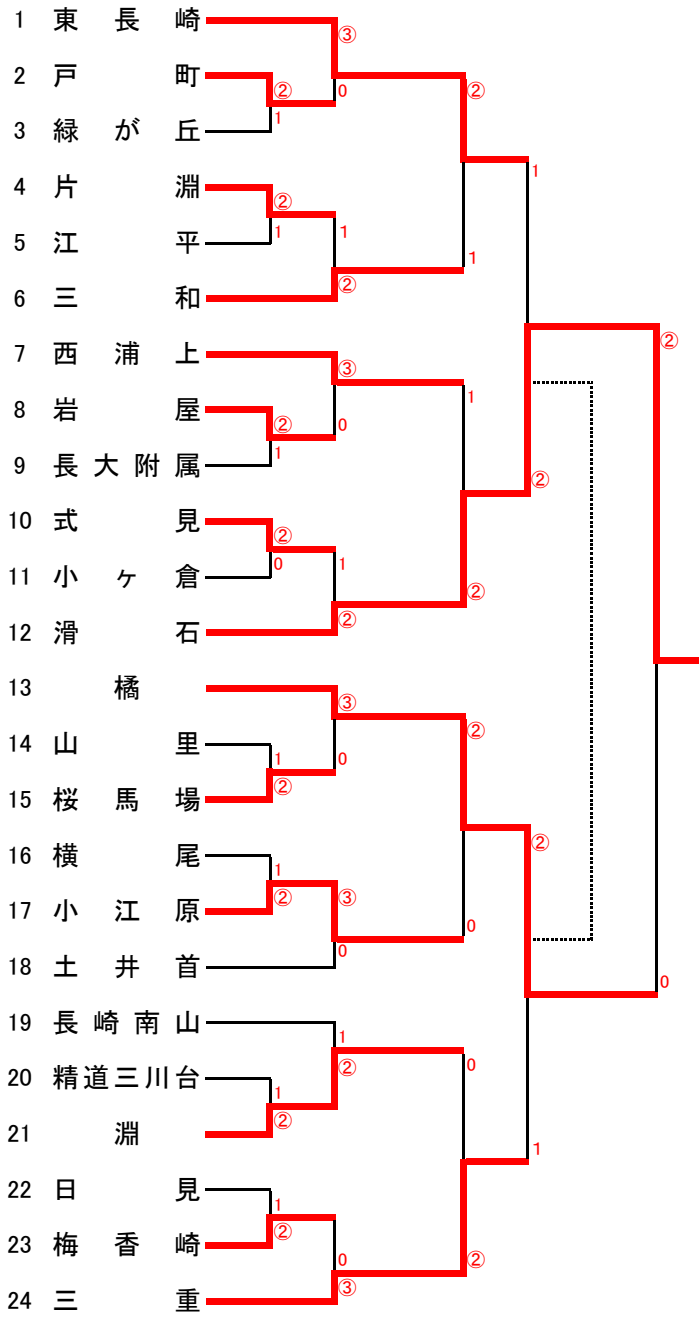 1 東長崎
③
2 戸町
② 0 ②
1
3 緑が丘
1
4 片淵
②
5 江平
1 1
1
6 三和
②
②
7 西浦上
③
1
8 岩屋
② 0
9 長大附属
1
②
10 式見
②
11 小ヶ倉
0 1
②
12 滑石
②
13 橘
③
②
14 山里
1 0
15 桜馬場
②
②
16 横尾
1
17 小江原
② ③
0
18 土井首
0
0
19 長崎南山
1
② 0
20 精道三川台
1
21 淵
②
1
22 日見
1
23 梅香崎
②
0 ②
24 三重
③